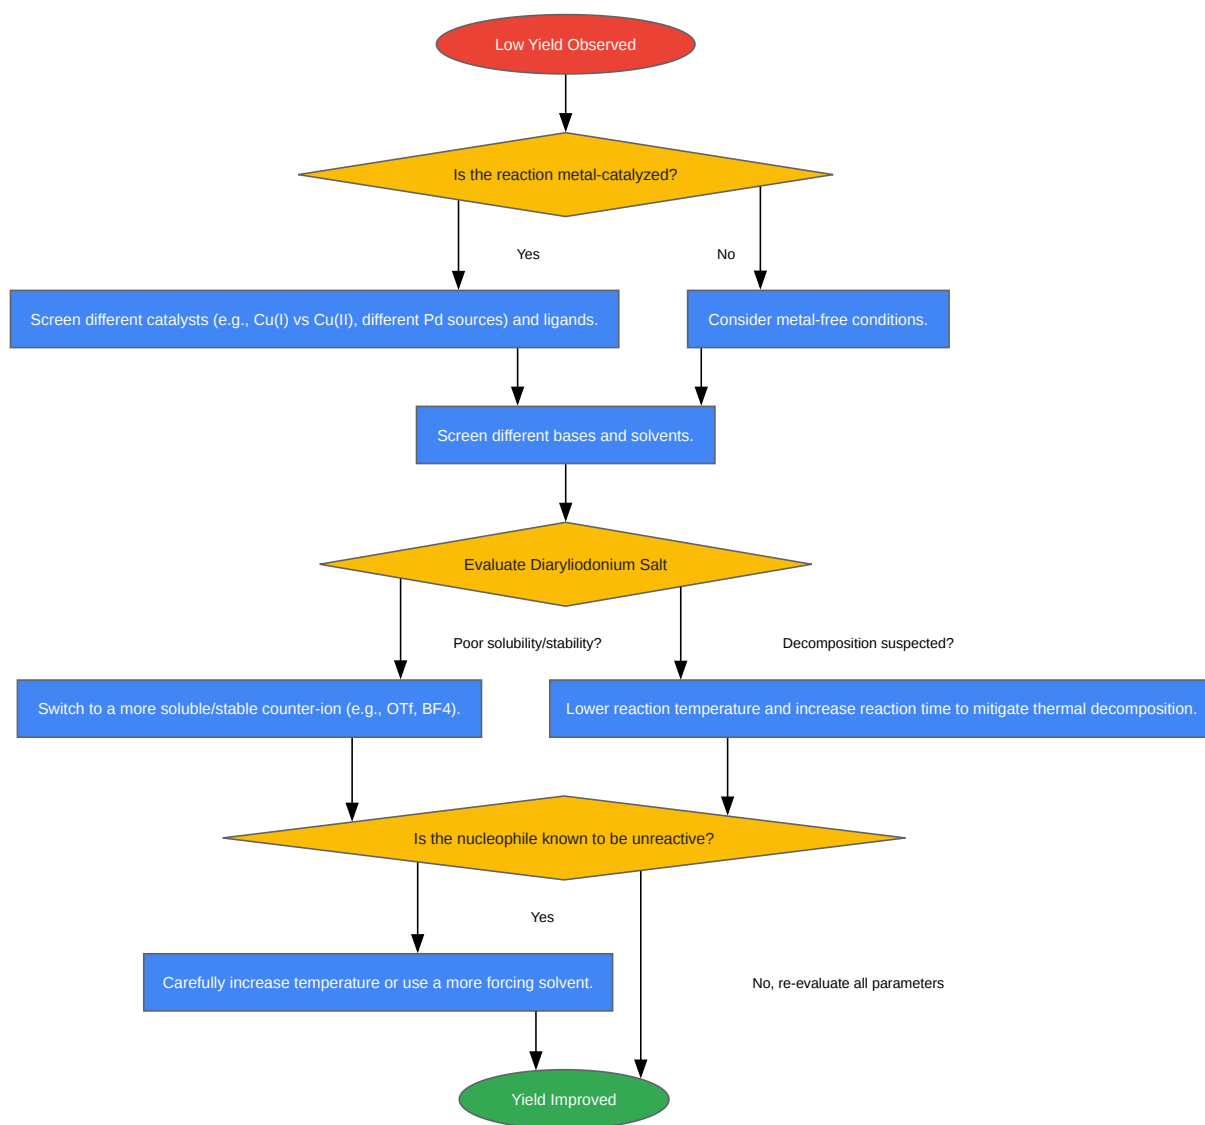 Low Yield Observed
Is the reaction metal-catalyzed?
Yes
No
Screen different catalysts (e.g., Cu(I) vs Cu(II), different Pd sources) and ligands.
Consider metal-free conditions.
Screen different bases and solvents.
Evaluate Diaryliodonium Salt
Poor solubility/stability?
Decomposition suspected?
Switch to a more soluble/stable counter-ion (e.g., OTf, BF4).
Lower reaction temperature and increase reaction time to mitigate thermal decomposition.
Is the nucleophile known to be unreactive?
Yes
Carefully increase temperature or use a more forcing solvent.
No, re-evaluate all parameters
Yield Improved